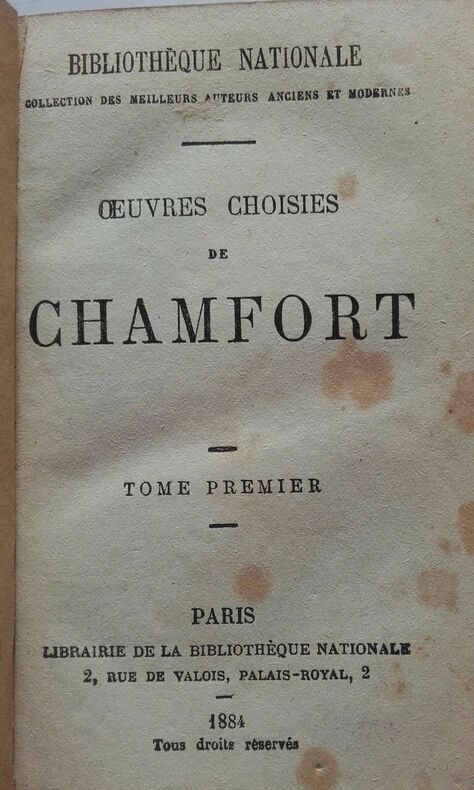 BIBLIOTHÈQUE NATIONALE
COLLECTION DES MEILLEURS AUTEURS ANCIENS ET MODERNES
ŒUVRES CHOISIES
DE
CHAMFORT
TOME PREMIER
PARIS
LIBRAIRIE DE LA BIBLIOTHÈQUE NATIONALE
2, RUE DE VALOIS, PALAIS-ROYAL, 2
1884
Tous droits réservés